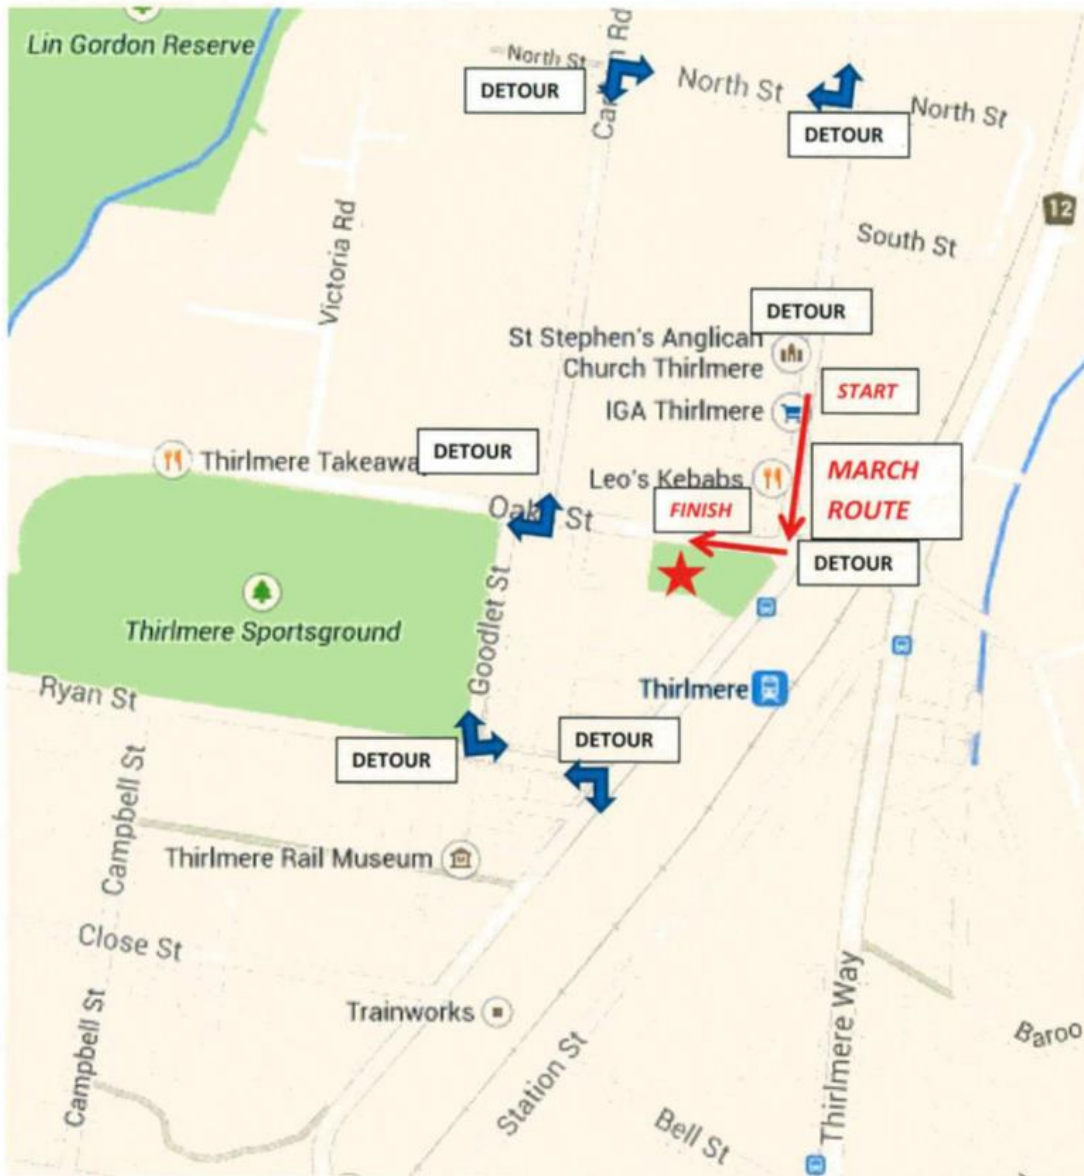 Lin Gordon Reserve
North St
DETOUR
North St
North St
DETOUR
12
South St
Victoria Rd
DETOUR
St Stephen's Anglican
Church Thirlmere
START
IGA Thirlmere
DETOUR
Thirlmere Takeaway
Leo's Kebabs
MARCH
ROUTE
FINISH
St
DETOUR
Thirlmere Sportsground
Goodlet St
Thirlmere
Ryan St
DETOUR
DETOUR
Campbell St
Thirlmere Rail Museum
Close St
Trainworks
Campbell St
Station St
Thirlmere Way
Baroo
Bell St